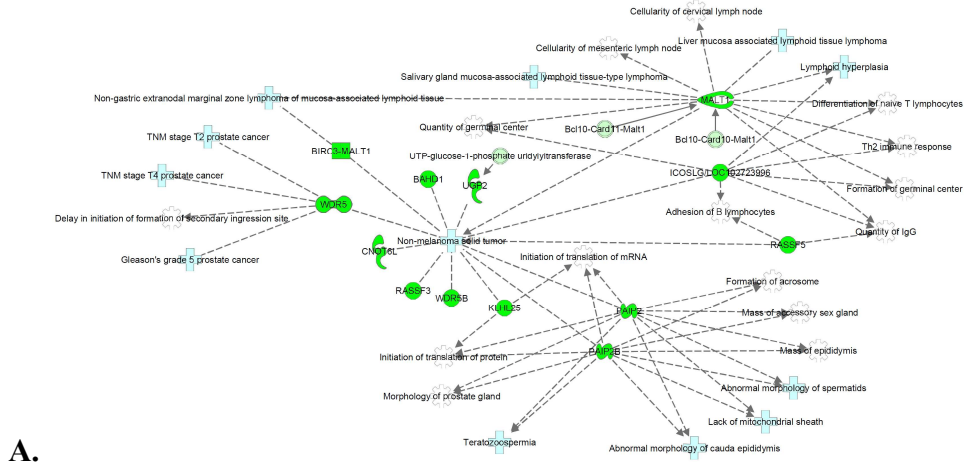 Cellularity of cervical lymph node
Liver mucosa associated lymphoid tissue lymphoma
Cellularity of mesenteric lymph node
Lymphoid hyperplasia
Salivary gland mucosa-associated lymphoid tissue-type lymphoma
Non-gastric extranodal marginal zone lymphoma of mucosa-associated lymphoid tissue
MALT1
Differentiation of naive T lymphocytes
Quantity of germinal center
Bcl10-Card11-Malt1
TNM stage T2 prostate cancer
Bcl10-Card10-Malt1
Th2 immune response
BIRC3-MALT1
UTP-glucose-1-phosphate uridylyltransferase
TNM stage T4 prostate cancer
BAHD1
UGP2
ICOSLG/LOC102723996
Formation of germinal center
WDR5
Adhesion of B lymphocytes
Delay in initiation of formation of secondary ingression site
Quantity of IgG
Non-melanoma solid tumor
RASSF5
CNOT6L
Gleason's grade 5 prostate cancer
Initiation of translation of mRNA
Formation of acrosome
RASSF3
WDR5B
KLHL25
PAIP2
Mass of accessory sex gland
Initiation of translation of protein
PAIP2B
Mass of epididymis
Abnormal morphology of spermatids
Morphology of prostate gland
Lack of mitochondrial sheath
Teratozoospermia
Abnormal morphology of cauda epididymis
A.